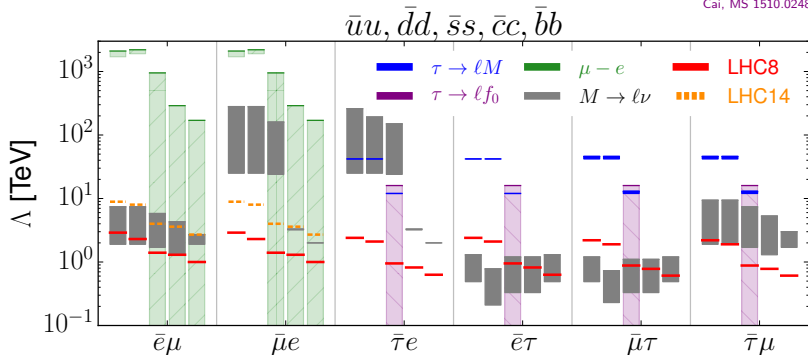 Cai, MS 1510.0248
ūu, d̄d, s̄s, c̄c, b̄b
τ → ℓM
μ − e
LHC8
τ → ℓf₀
M → ℓν
LHC14
Λ [TeV]
10³
10²
10¹
10⁰
10⁻¹
ēμ
μ̄e
τ̄e
ēτ
μ̄τ
τ̄μ